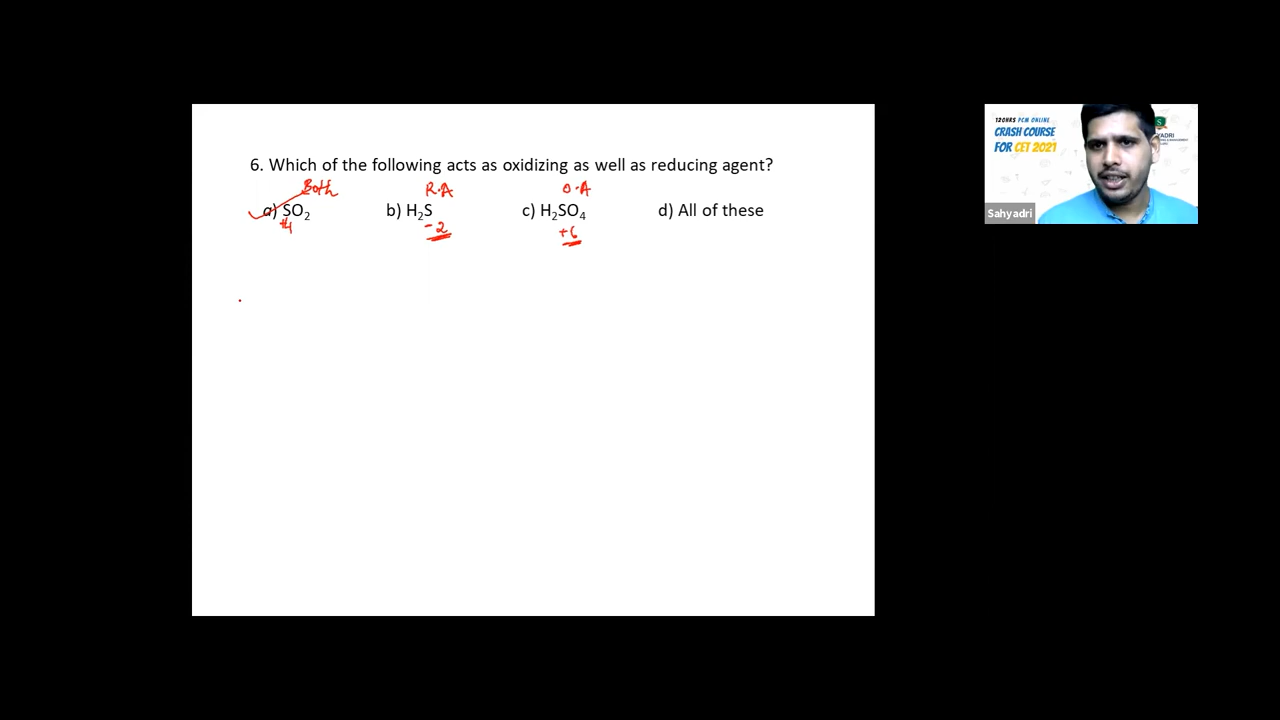 6. Which of the following acts as oxidizing as well as reducing agent?
Both R.A O.A
a) SO₂ b) H₂S c) H₂SO₄ d) All of these
+4 -2 +6
120HRS PCM ONLINE
CRASH COURSE
FOR CET 2021
S
YADRI
Sahyadri